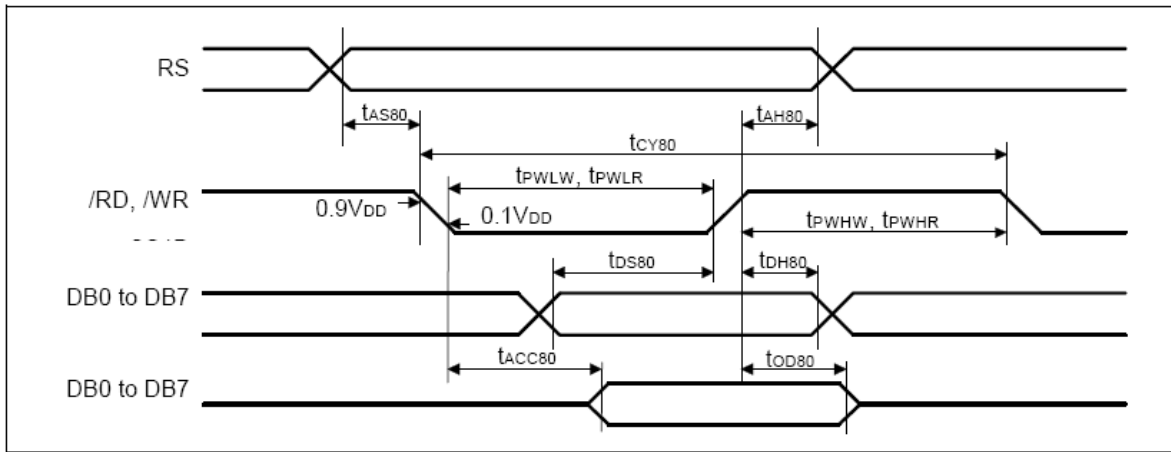 RS
tAS80
tAH80
tCY80
/RD, /WR
tPWLW, tPWLR
0.9VDD
0.1VDD
tPWHW, tPWHR
tDS80
tDH80
DB0 to DB7
tACC80
tOD80
DB0 to DB7